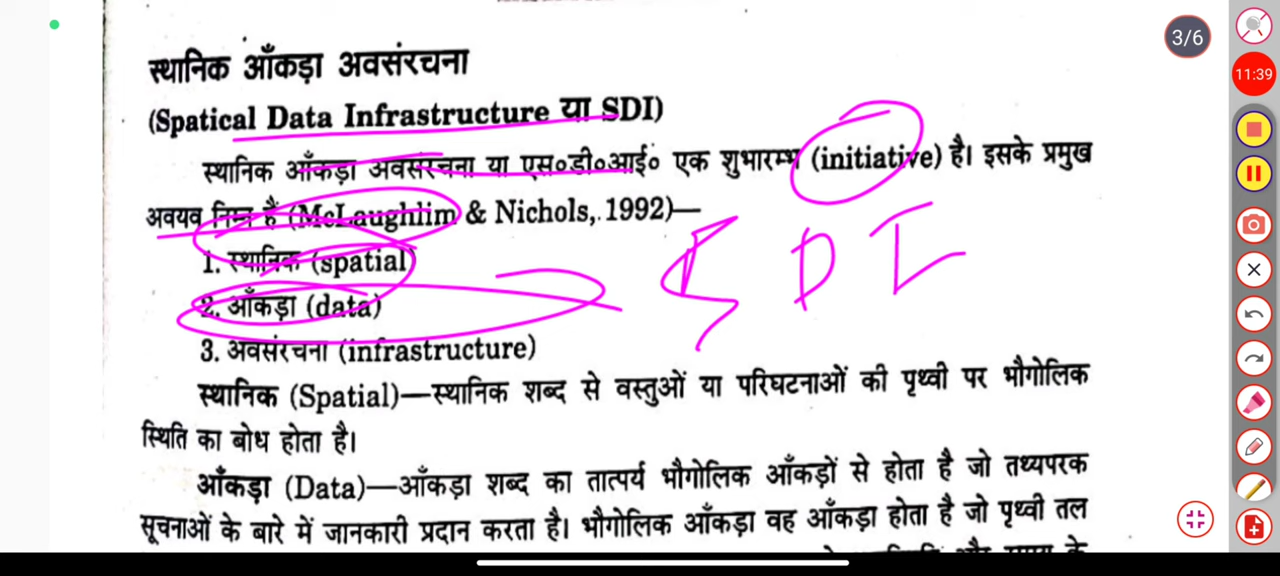 3/6
11:39
स्थानिक आँकड़ा अवसंरचना
(Spatical Data Infrastructure या SDI)
स्थानिक आँकड़ा अवसंरचना या एस०डी०आई० एक शुभारम्भ (initiative) है। इसके प्रमुख
अवयव निम्न हैं (McLaughlim & Nichols, 1992)—
1. स्थानिक (spatial)
2. आँकड़ा (data)
3. अवसंरचना (infrastructure)
SDI
स्थानिक (Spatial)—स्थानिक शब्द से वस्तुओं या परिघटनाओं की पृथ्वी पर भौगोलिक
स्थिति का बोध होता है।
आँकड़ा (Data)—आँकड़ा शब्द का तात्पर्य भौगोलिक आँकड़ों से होता है जो तथ्यपरक
सूचनाओं के बारे में जानकारी प्रदान करता है। भौगोलिक आँकड़ा वह आँकड़ा होता है जो पृथ्वी तल